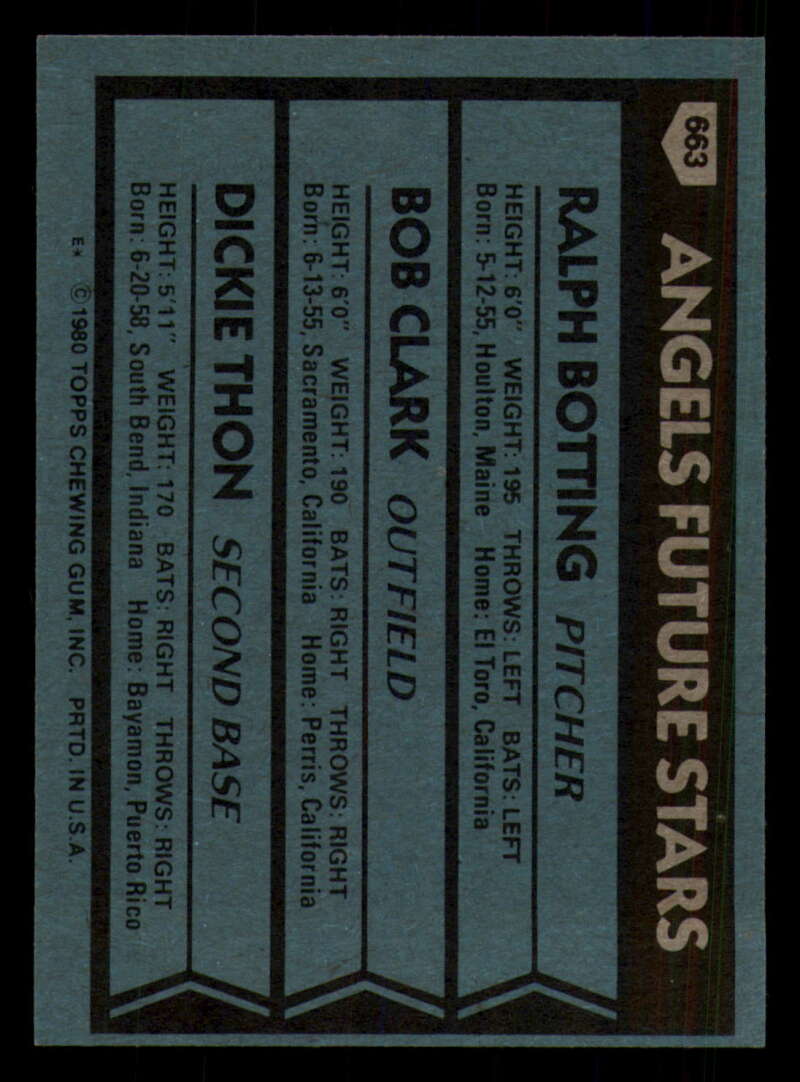 663
ANGELS FUTURE STARS
RALPH BOTTING PITCHER
HEIGHT: 6'0" WEIGHT: 195 THROWS: LEFT BATS: LEFT
Born: 5-12-55, Houlton, Maine Home: El Toro, California
BOB CLARK OUTFIELD
HEIGHT: 6'0" WEIGHT: 190 BATS: RIGHT THROWS: RIGHT
Born: 6-13-55, Sacramento, California Home: Perris, California
DICKIE THON SECOND BASE
HEIGHT: 5'11" WEIGHT: 170 BATS: RIGHT THROWS: RIGHT
Born: 6-20-58, South Bend, Indiana Home: Bayamon, Puerto Rico
E* © 1980 TOPPS CHEWING GUM, INC. PRTD. IN U.S.A.